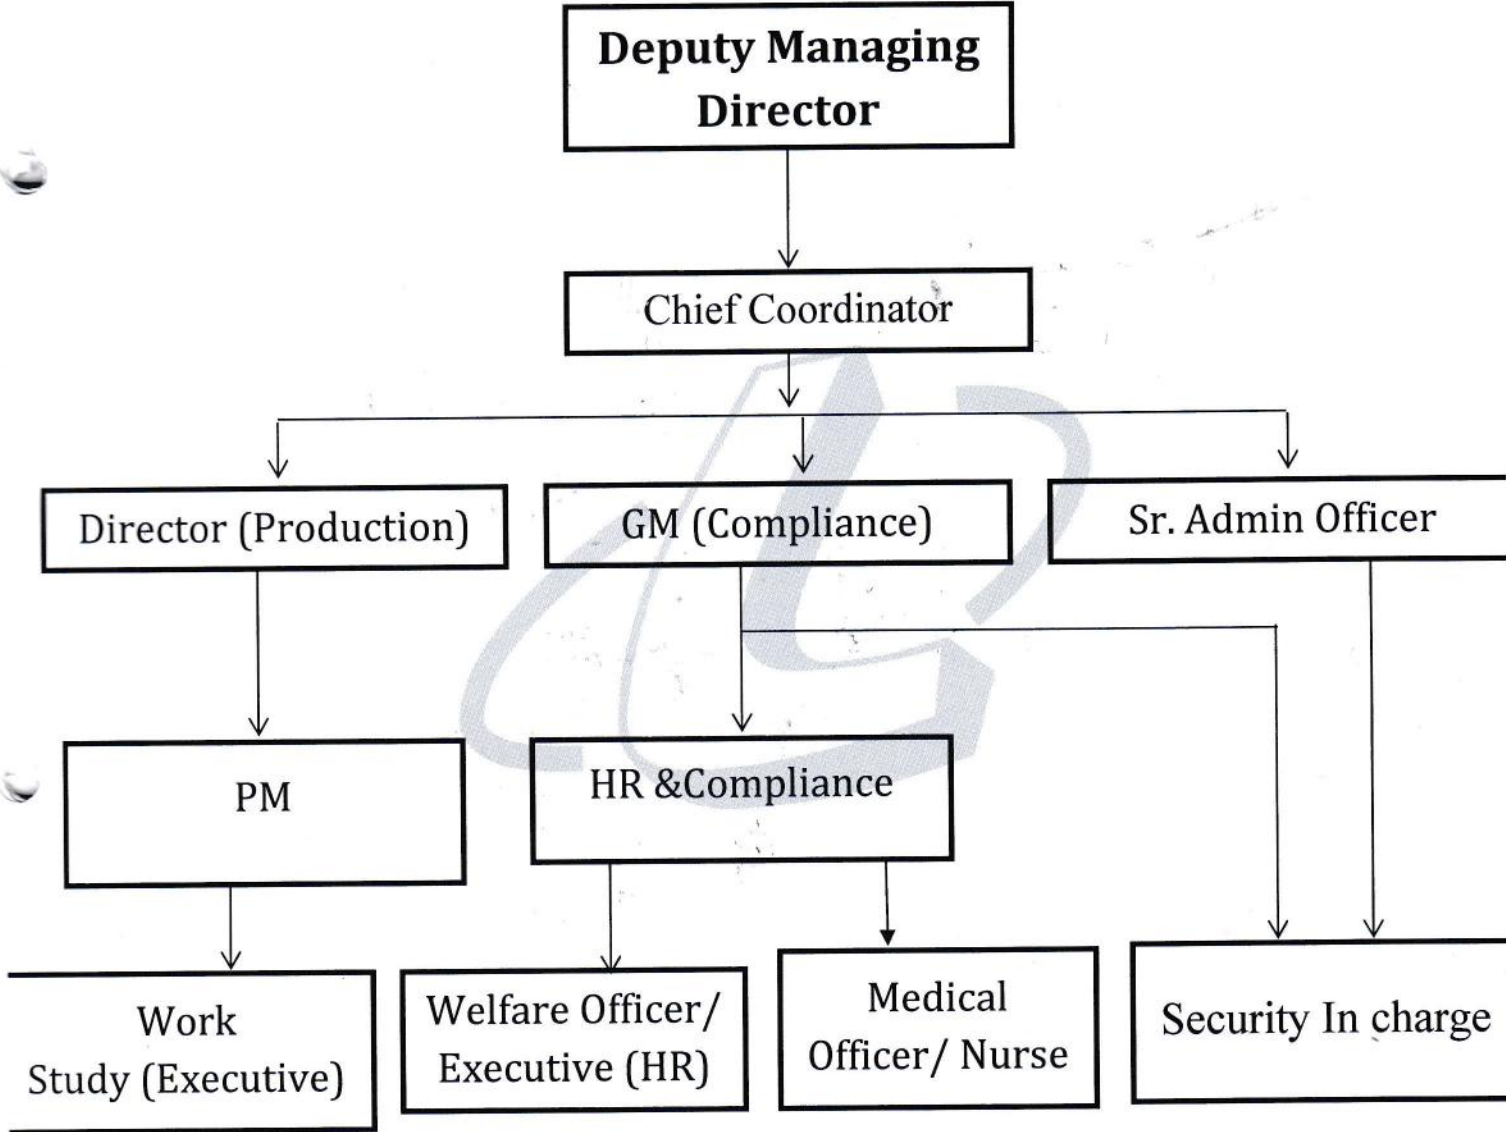 Deputy Managing
Director
Chief Coordinator
Director (Production)
GM (Compliance)
Sr. Admin Officer
PM
HR &Compliance
Work
Study (Executive)
Welfare Officer/
Executive (HR)
Medical
Officer/ Nurse
Security In charge